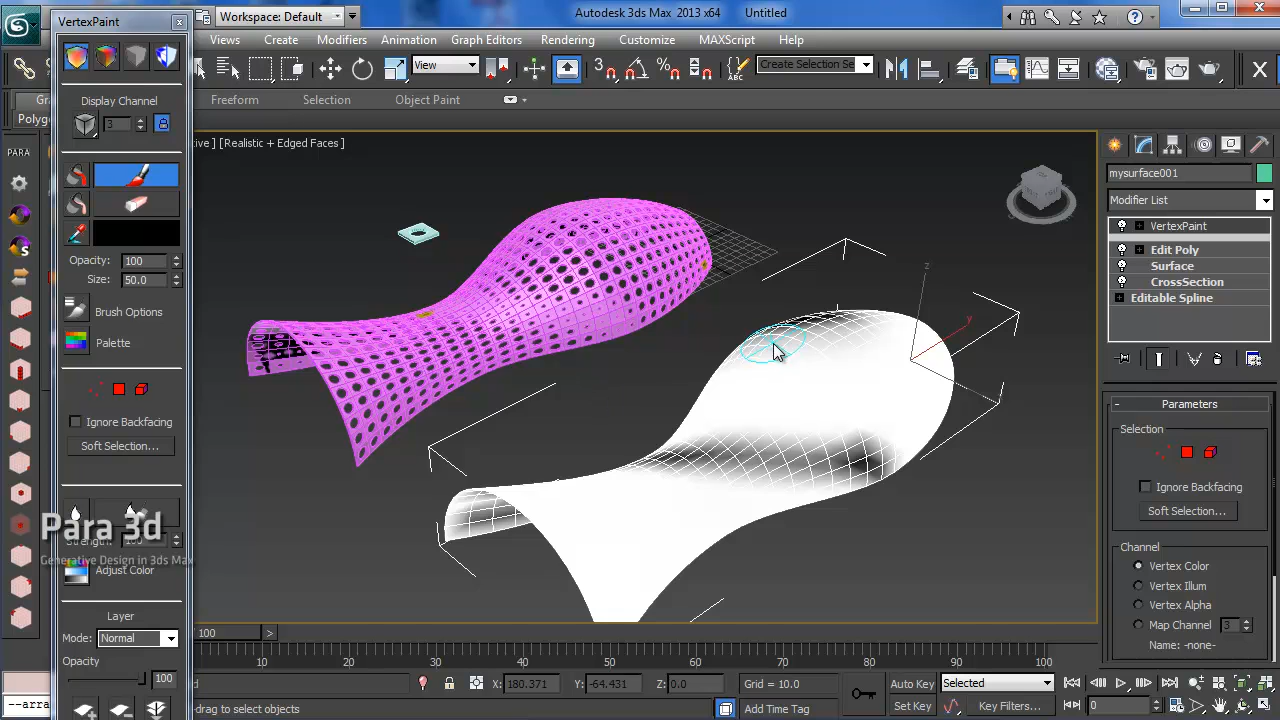 VertexPaint
Workspace: Default
Autodesk 3ds Max 2013 x64
Untitled
Views
Create
Modifiers
Animation
Graph Editors
Rendering
Customize
MAXScript
Help
View
Create Selection Se
Freeform
Selection
Object Paint
Polyg
PARA
Display Channel
3
Opacity: 100
Size: 50.0
Brush Options
Palette
Ignore Backfacing
Soft Selection...
Adjust Color
Layer
Mode: Normal
Opacity
100
Para 3d
Generative Design in 3ds Max
[Realistic + Edged Faces ]
z
y
mysurface001
Modifier List
VertexPaint
Edit Poly
Surface
CrossSection
Editable Spline
Parameters
Selection
Ignore Backfacing
Soft Selection...
Channel
Vertex Color
Vertex Illum
Vertex Alpha
Map Channel 3
Name: -none-
100 >
10 20 30 40 50 60 70 80 90 100
X: 180.371 Y: -64.431 Z: 0.0 Grid = 10.0
Auto Key
Selected
--arra
-drag to select objects
Add Time Tag
Set Key
Key Filters...
0